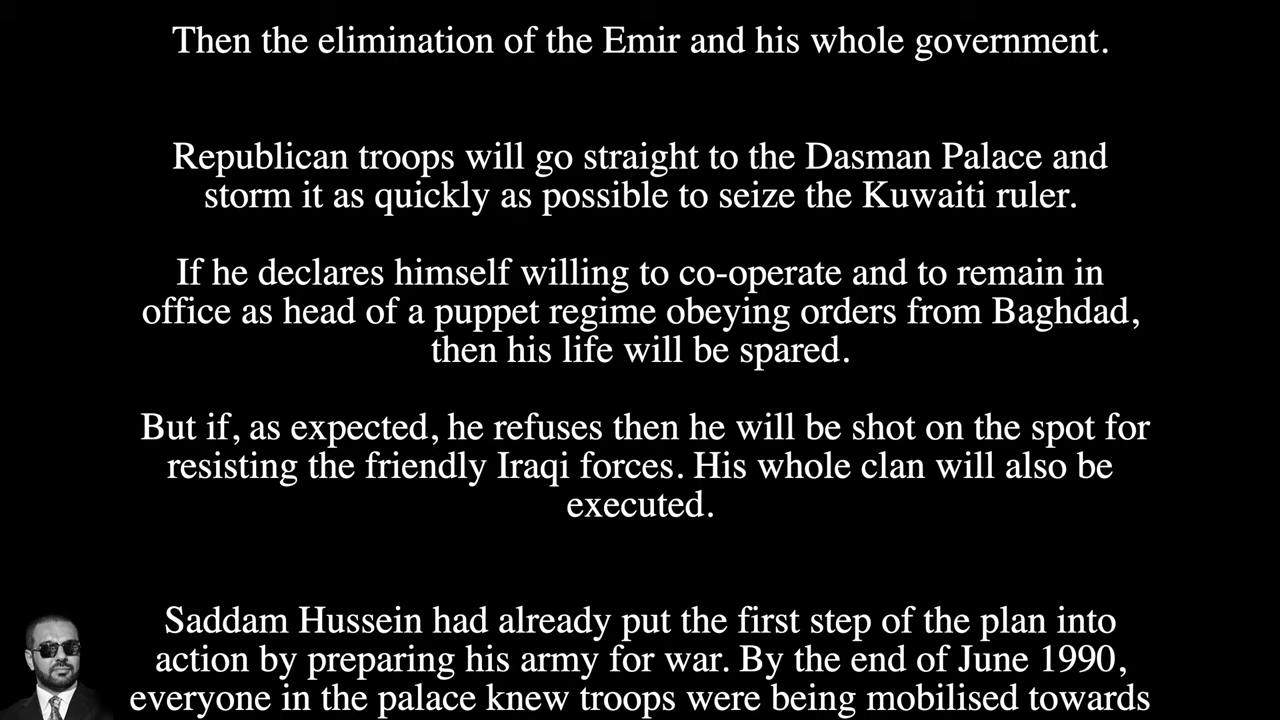 Then the elimination of the Emir and his whole government.
Republican troops will go straight to the Dasman Palace and
storm it as quickly as possible to seize the Kuwaiti ruler.
If he declares himself willing to co-operate and to remain in
office as head of a puppet regime obeying orders from Baghdad,
then his life will be spared.
But if, as expected, he refuses then he will be shot on the spot for
resisting the friendly Iraqi forces. His whole clan will also be
executed.
Saddam Hussein had already put the first step of the plan into
action by preparing his army for war. By the end of June 1990,
everyone in the palace knew troops were being mobilised towards